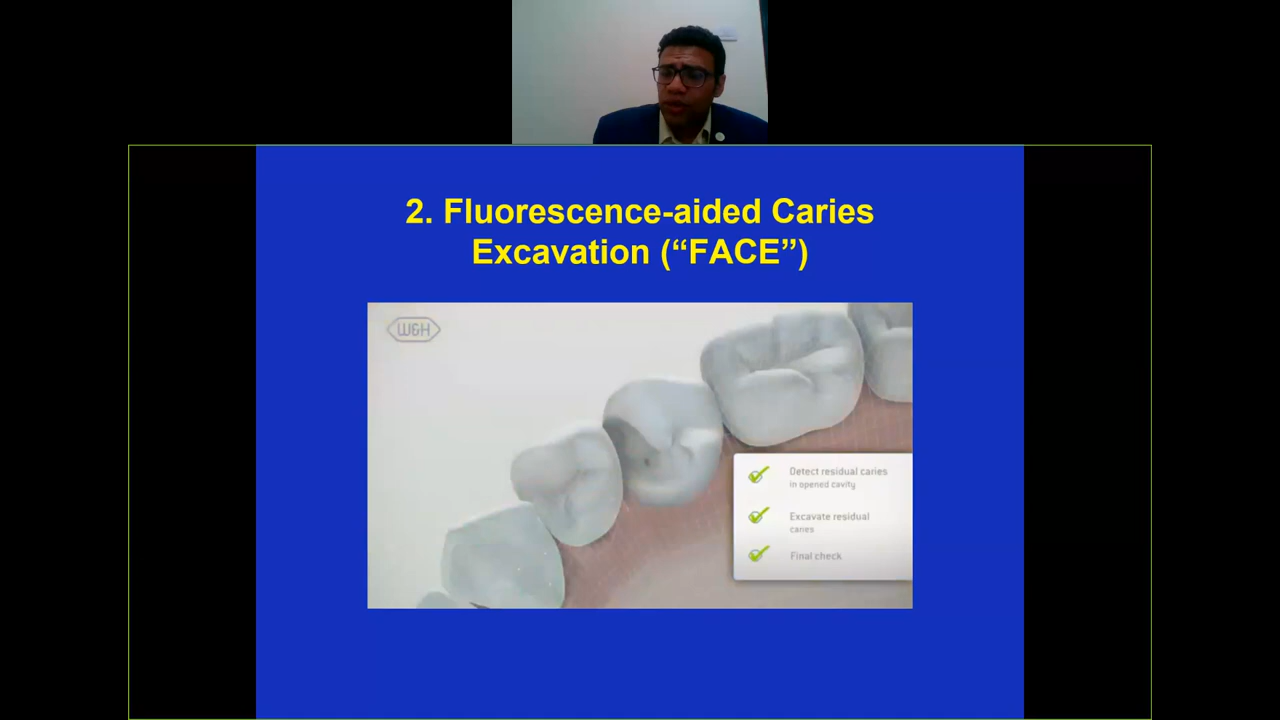 2. Fluorescence-aided Caries
Excavation (“FACE”)
W&H
Detect residual caries
in opened cavity
Excavate residual
caries
Final check